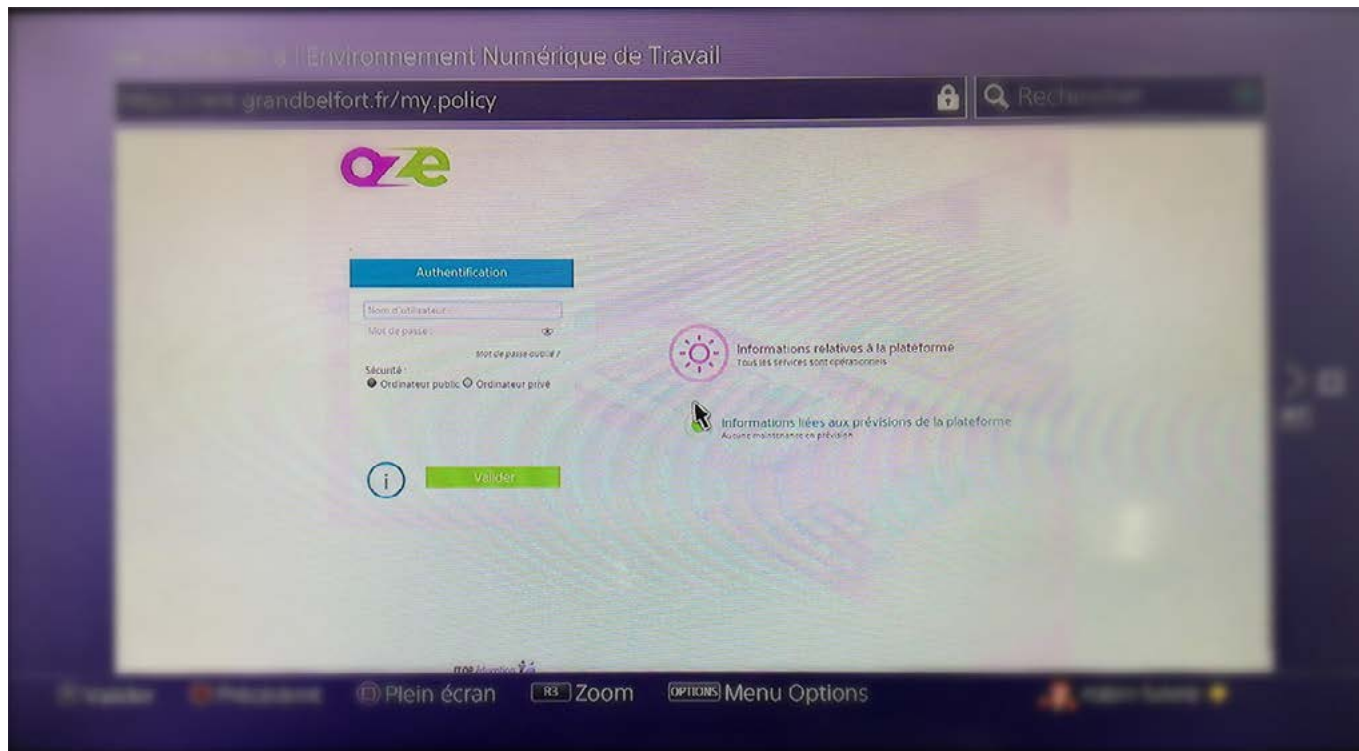 l'Environnement Numérique de Travail
grandbelfort.fr/my.policy
oze
Authentification
Nom d'utilisateur :
Mot de passe :
Mot de passe oublié ?
Sécurité :
Ordinateur public Ordinateur privé
i Valider
Informations relatives à la plateforme
Tous les services sont opérationnels
Informations liées aux prévisions de la plateforme
Aucune maintenance en prévision
Plein écran R3 Zoom OPTIONS Menu Options